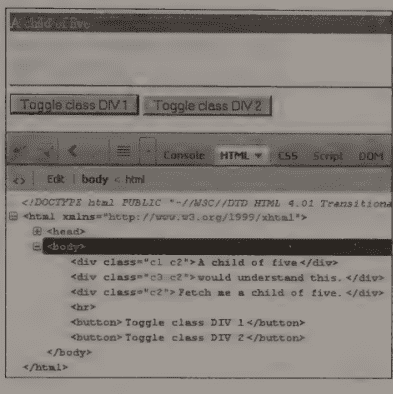 A child of five
Toggle class DIV 1 Toggle class DIV 2
Console HTML CSS Script DOM
Edit body < html
<!DOCTYPE html PUBLIC "-//W3C//DTD HTML 4.01 Transitiona
<html xmlns="http://www.w3.org/1999/xhtml">
<head>
<body>
<div class="c1 c2">A child of five</div>
<div class="c3 c2">would understand this.</div>
<div class="c2">Fetch me a child of five.</div>
<hr>
<button>Toggle class DIV 1</button>
<button>Toggle class DIV 2</button>
</body>
</html>